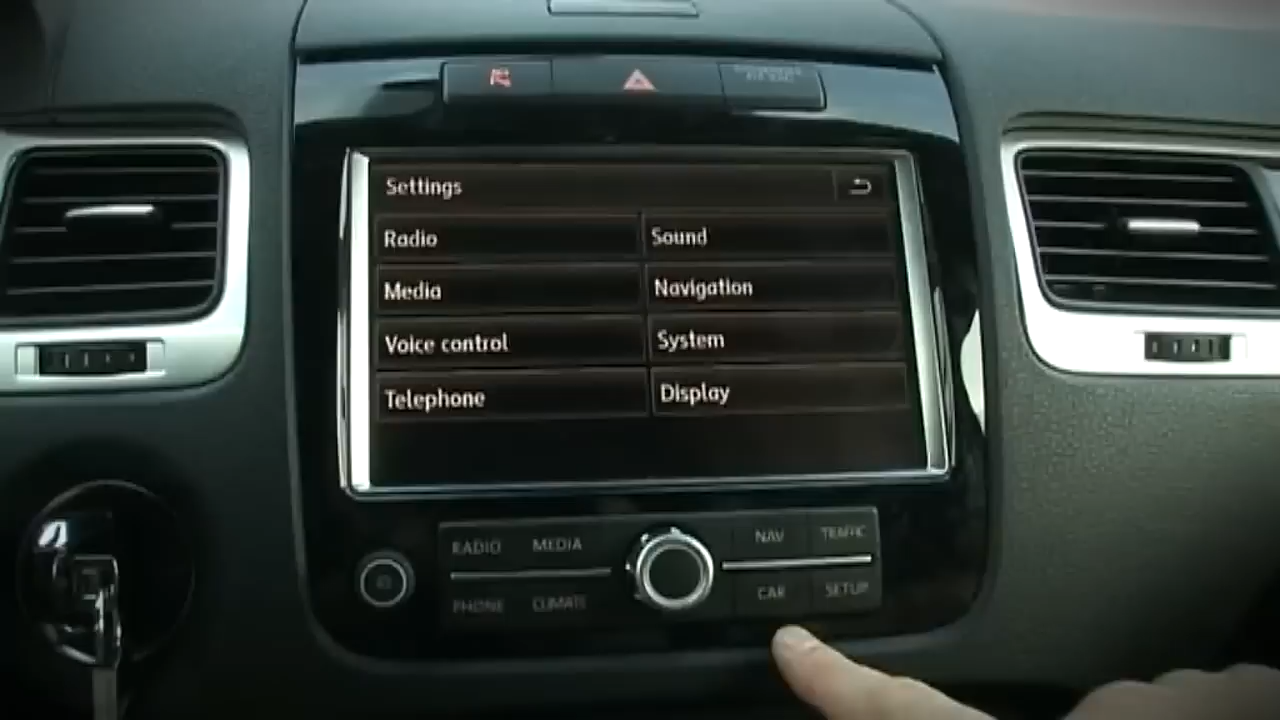 Settings
Radio
Sound
Media
Navigation
Voice control
System
Telephone
Display
RADIO
MEDIA
NAV
TRAFFIC
PHONE
CLIMATE
CAR
SETUP